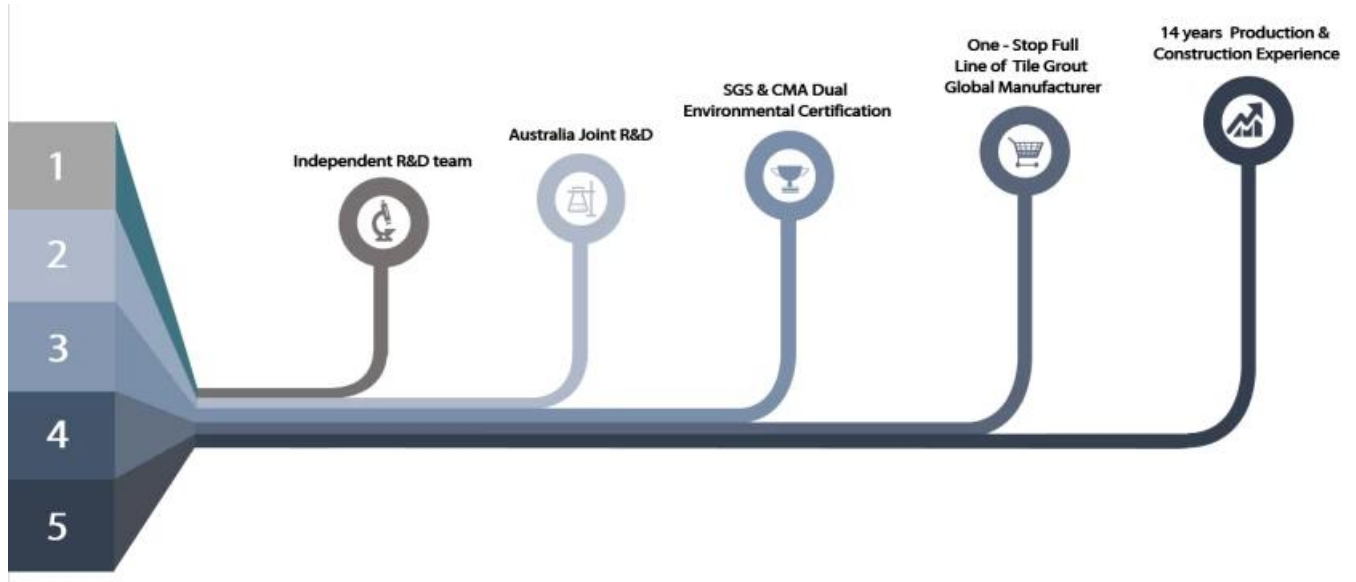 1
2
3
4
5
Independent R&D team
Australia Joint R&D
SGS & CMA Dual
Environmental Certification
One - Stop Full
Line of Tile Grout
Global Manufacturer
14 years Production &
Construction Experience